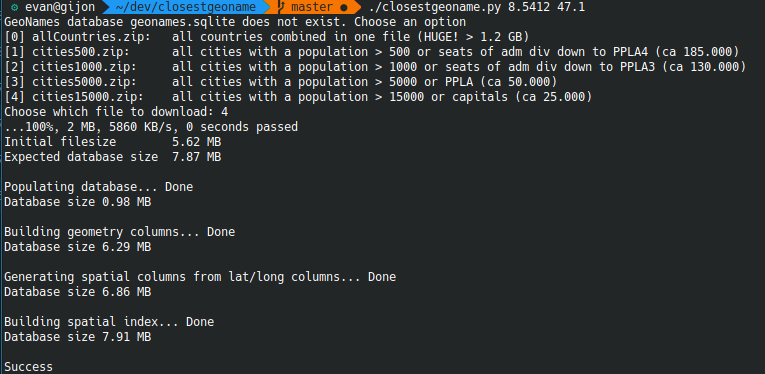 evan@gijon ~/dev/closestgeoname master ● ./closestgeoname.py 8.5412 47.1
GeoNames database geonames.sqlite does not exist. Choose an option
[0] allCountries.zip: all countries combined in one file (HUGE! > 1.2 GB)
[1] cities500.zip: all cities with a population > 500 or seats of adm div down to PPLA4 (ca 185.000)
[2] cities1000.zip: all cities with a population > 1000 or seats of adm div down to PPLA3 (ca 130.000)
[3] cities5000.zip: all cities with a population > 5000 or PPLA (ca 50.000)
[4] cities15000.zip: all cities with a population > 15000 or capitals (ca 25.000)
Choose which file to download: 4
...100%, 2 MB, 5860 KB/s, 0 seconds passed
Initial filesize 5.62 MB
Expected database size 7.87 MB
Populating database... Done
Database size 0.98 MB
Building geometry columns... Done
Database size 6.29 MB
Generating spatial columns from lat/long columns... Done
Database size 6.86 MB
Building spatial index... Done
Database size 7.91 MB
Success